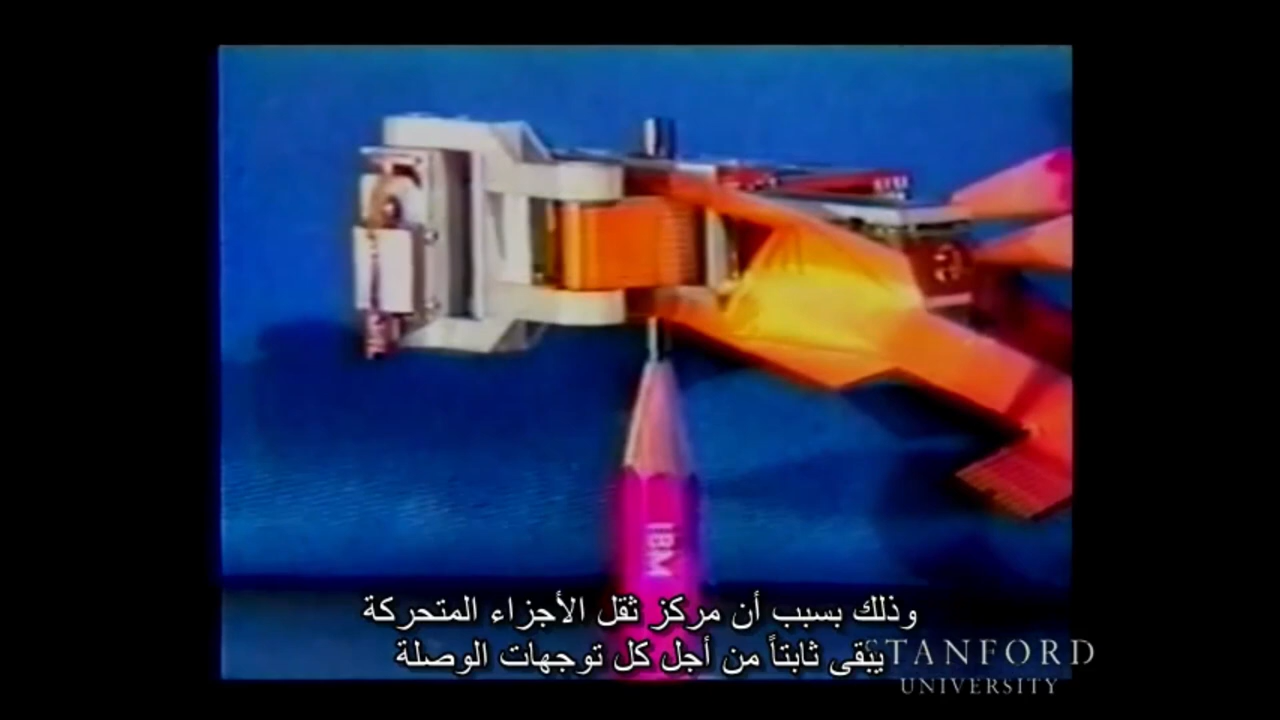 IBM
وذلك بسبب أن مركز ثقل الأجزاء المتحركة
يبقى ثابتاً من أجل كل توجهات الوصلة
STANFORD
UNIVERSITY